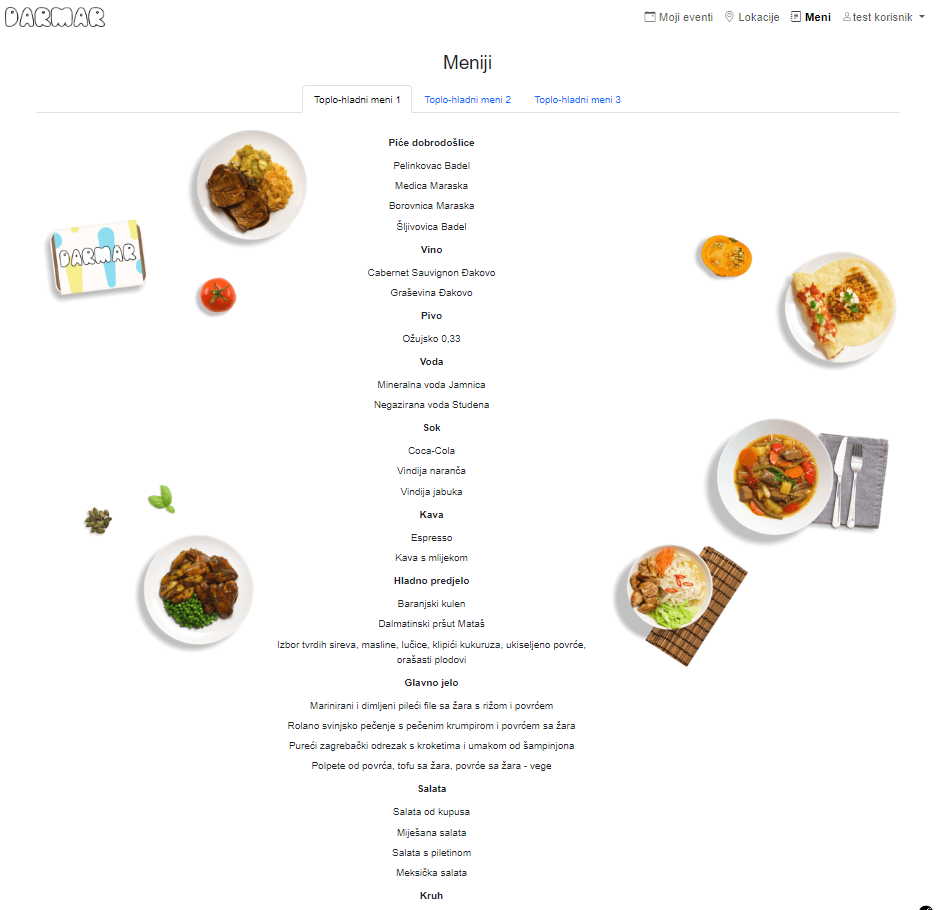 DARMAR
Moji eventi
Lokacije
Meni
test korisnik
Meniji
Toplo-hladni meni 1
Toplo-hladni meni 2
Toplo-hladni meni 3
Piće dobrodošlice
Pelinkovac Badel
Medica Maraska
Borovnica Maraska
Šljivovica Badel
DARMAR
Vino
Cabernet Sauvignon Đakovo
Graševina Đakovo
Pivo
Ožujsko 0,33
Voda
Mineralna voda Jamnica
Negazirana voda Studena
Sok
Coca-Cola
Vindija naranča
Vindija jabuka
Kava
Espresso
Kava s mlijekom
Hladno predjelo
Baranjski kulen
Dalmatinski pršut Mataš
Izbor tvrdih sireva, masline, lučice, klipići kukuruza, ukiseljeno povrće,
orašasti plodovi
Glavno jelo
Marinirani i dimljeni pileći file sa žara s rižom i povrćem
Rolano svinjsko pečenje s pečenim krumpirom i povrćem sa žara
Pureći zagrebački odrezak s kroketima i umakom od šampinjona
Polpete od povrća, tofu sa žara, povrće sa žara - vege
Salata
Salata od kupusa
Miješana salata
Salata s piletinom
Meksička salata
Kruh